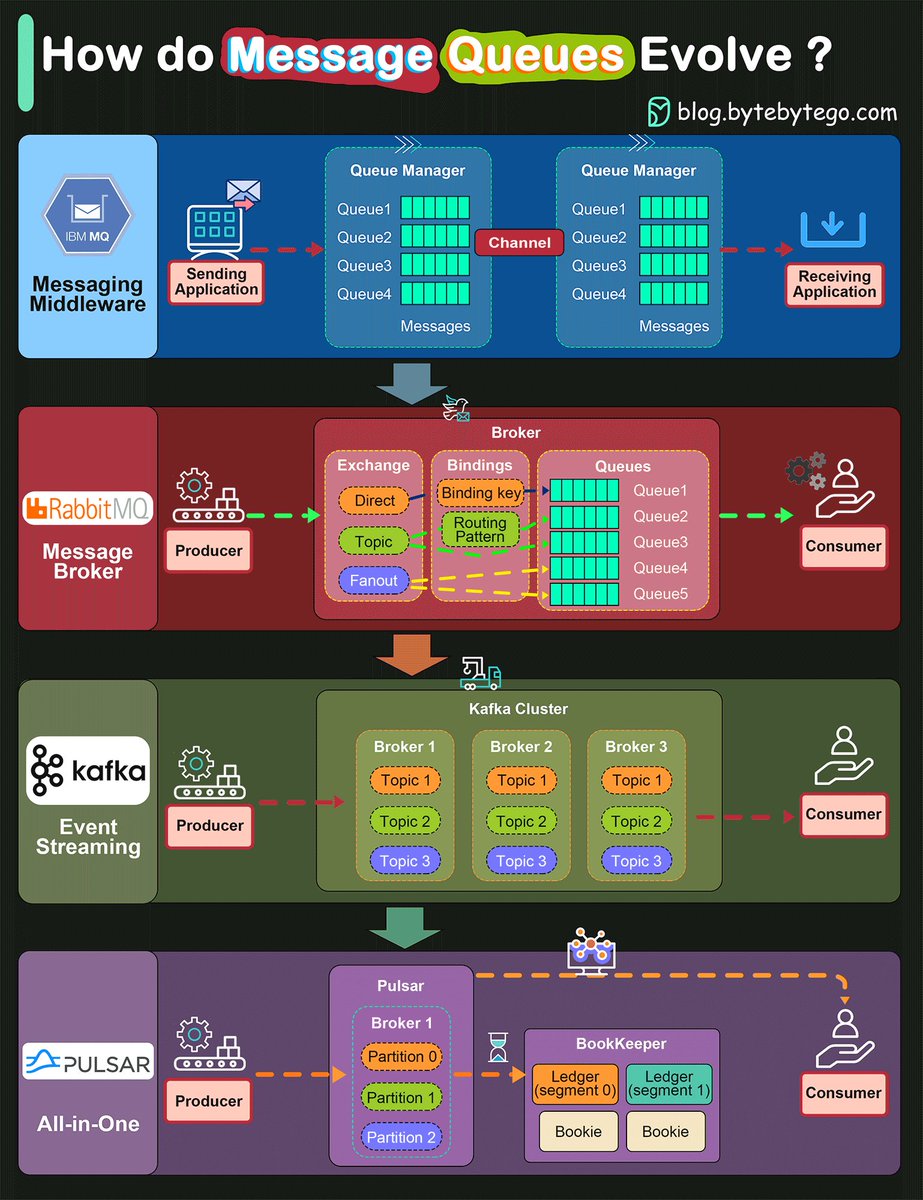 How do Message Queues Evolve ?
blog.bytebytego.com
IBM MQ
Messaging
Middleware
Sending
Application
Queue Manager
Queue1
Queue2
Queue3
Queue4
Messages
Channel
Queue Manager
Queue1
Queue2
Queue3
Queue4
Messages
Receiving
Application
RabbitMQ
Message
Broker
Producer
Broker
Exchange
Direct
Topic
Fanout
Bindings
Binding key
Routing
Pattern
Queues
Queue1
Queue2
Queue3
Queue4
Queue5
Consumer
kafka
Event
Streaming
Producer
Kafka Cluster
Broker 1
Topic 1
Topic 2
Topic 3
Broker 2
Topic 1
Topic 2
Topic 3
Broker 3
Topic 1
Topic 2
Topic 3
Consumer
PULSAR
All-in-One
Producer
Pulsar
Broker 1
Partition 0
Partition 1
Partition 2
BookKeeper
Ledger
(segment 0)
Ledger
(segment 1)
Bookie
Bookie
Consumer